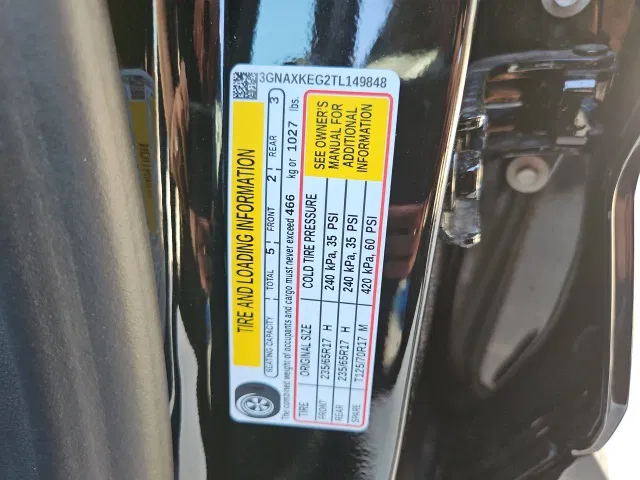 3GNAXKEG2TL149848
TIRE AND LOADING INFORMATION
SEATING CAPACITY TOTAL 5 FRONT 2 REAR 3
The combined weight of occupants and cargo must never exceed 466 kg or 1027 lbs.
TIRE ORIGINAL SIZE COLD TIRE PRESSURE
FRONT 235/65R17 H 240 kPa, 35 PSI
REAR 235/65R17 H 240 kPa, 35 PSI
SPARE T125/70R17 M 420 kPa, 60 PSI
SEE OWNER'S
MANUAL FOR
ADDITIONAL
INFORMATION